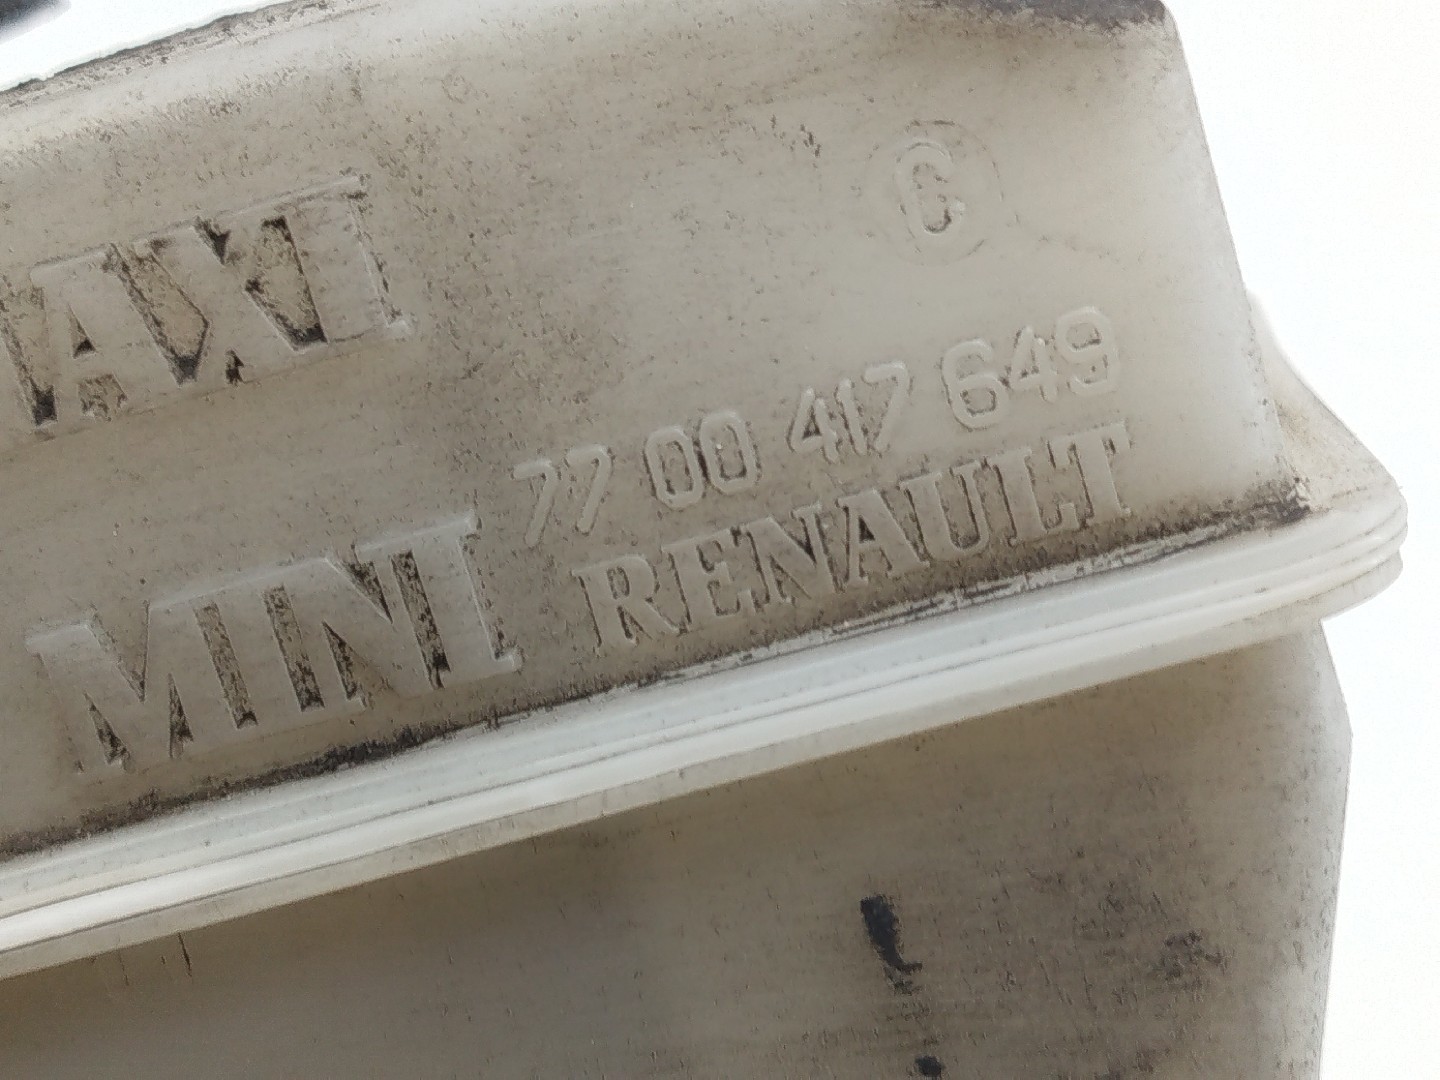 C
AXI
77 00 417 649
MINI RENAULT